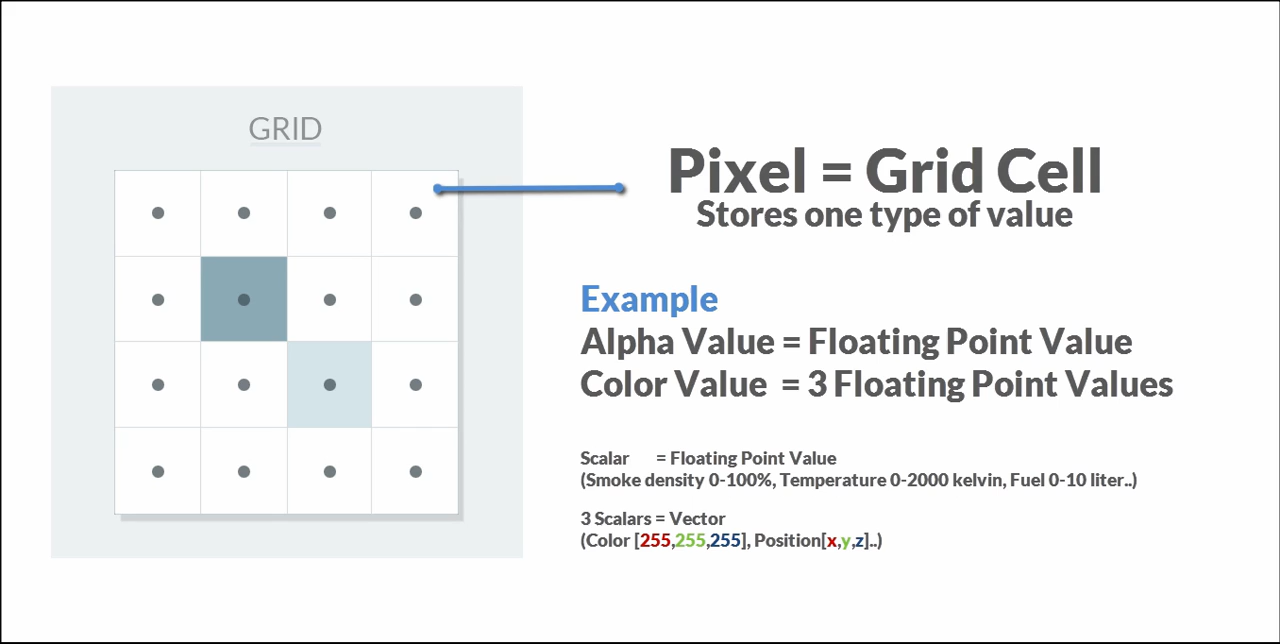 GRID
Pixel = Grid Cell
Stores one type of value
Example
Alpha Value = Floating Point Value
Color Value = 3 Floating Point Values
Scalar = Floating Point Value
(Smoke density 0-100%, Temperature 0-2000 kelvin, Fuel 0-10 liter..)
3 Scalars = Vector
(Color [255,255,255], Position[x,y,z]..)